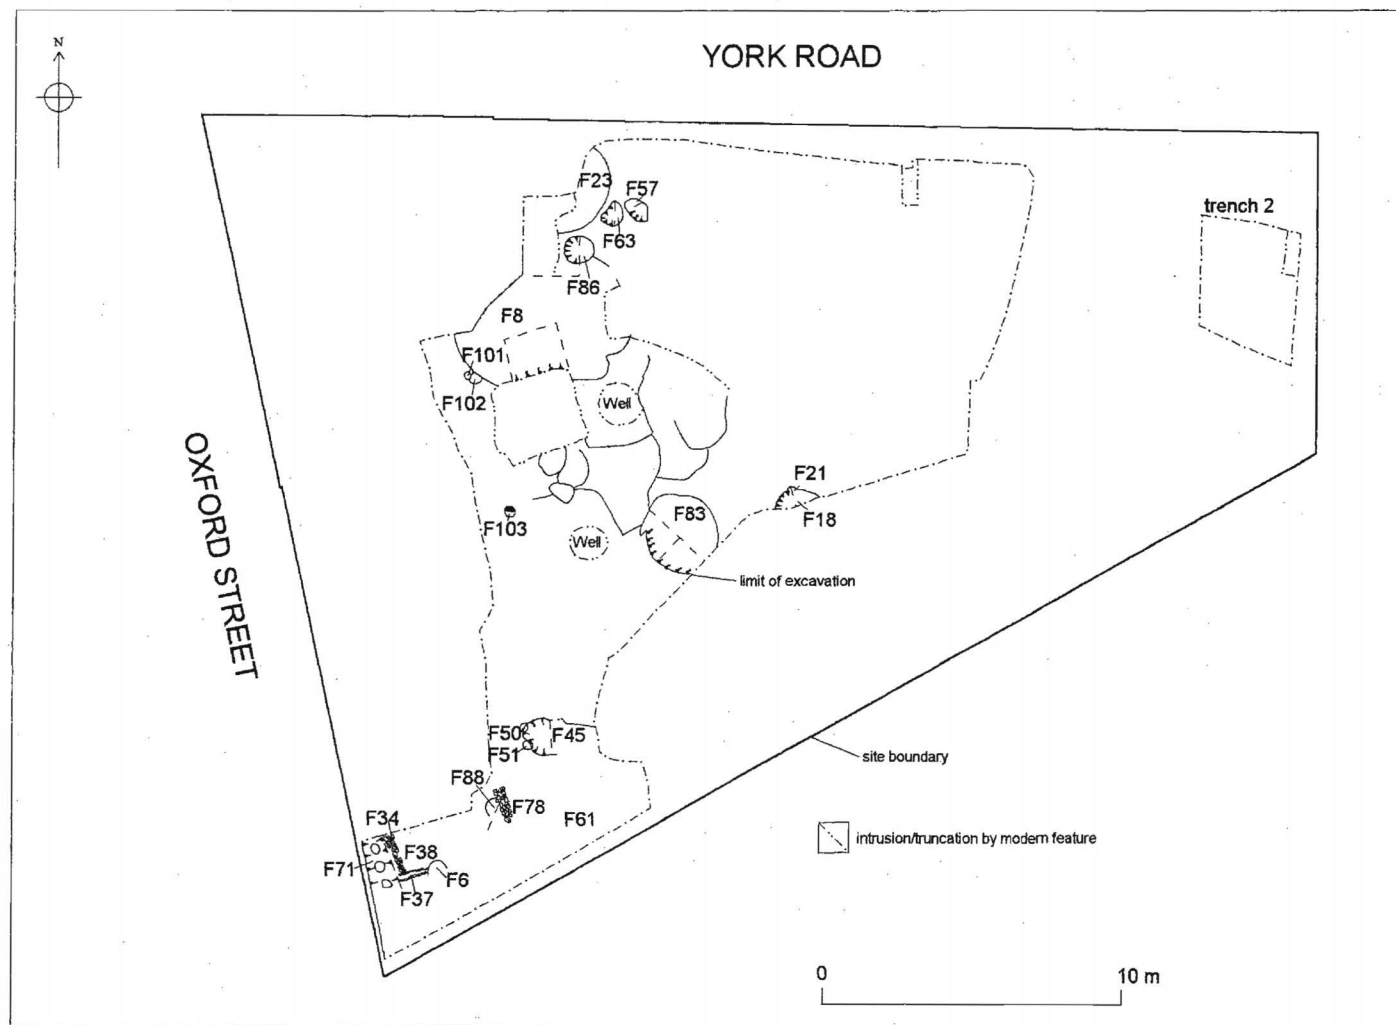 N
YORK ROAD
F23
F57
trench 2
F63
F86
F8
F101
Well
F102
OXFORD STREET
F21
F83
F18
F103
Well
limit of excavation
F50
F45
F51
site boundary
F88
F78
F34
F61
intrusion/truncation by modern feature
F38
F71
F6
F37
0
10 m